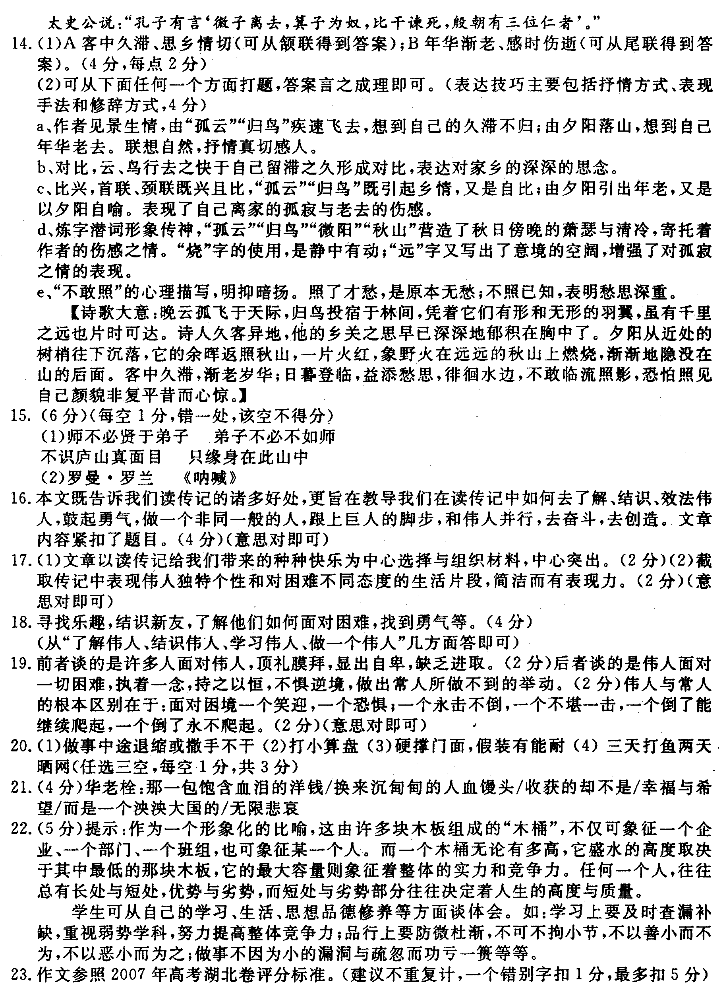 太史公说:“孔子有言‘微子离去,箕子为奴,比干谏死,殷朝有三位仁者’。”
14.(1)A 客中久滞、思乡情切(可从颔联得到答案);B 年华渐老、感时伤逝(可从尾联得到答
案)。(4 分,每点 2 分)
(2)可从下面任何一个方面打题,答案言之成理即可。(表达技巧主要包括抒情方式、表现
手法和修辞方式,4 分)
a、作者见景生情,由“孤云”“归鸟”疾速飞去,想到自己的久滞不归;由夕阳落山,想到自己
年华老去。联想自然,抒情真切感人。
b、对比,云、鸟行去之快于自己留滞之久形成对比,表达对家乡的深深的思念。
c、比兴,首联、颈联既兴且比,“孤云”“归鸟”既引起乡情,又是自比;由夕阳引出年老,又是
以夕阳自喻。表现了自己离家的孤寂与老去的伤感。
d、炼字潜词形象传神,“孤云”“归鸟”“微阳”“秋山”营造了秋日傍晚的萧瑟与清冷,寄托着
作者的伤感之情。“烧”字的使用,是静中有动;“远”字又写出了意境的空阔,增强了对孤寂
之情的表现。
e、“不敢照”的心理描写,明抑暗扬。照了才愁,是原本无愁;不照已知,表明愁思深重。
【诗歌大意:晚云孤飞于天际,归鸟投宿于林间,凭着它们有形和无形的羽翼,虽有千里
之远也片时可达。诗人久客异地,他的乡关之思早已深深地郁积在胸中了。夕阳从近处的
树梢往下沉落,它的余晖返照秋山,一片火红,象野火在远远的秋山上燃烧,渐渐地隐没在
山的后面。客中久滞,渐老岁华;日暮登临,益添愁思,徘徊水边,不敢临流照影,恐怕照见
自己颜貌非复平昔而心惊。】
15.(6 分)(每空 1 分,错一处,该空不得分)
(1)师不必贤于弟子 弟子不必不如师
不识庐山真面目 只缘身在此山中
(2)罗曼·罗兰 《呐喊》
16.本文既告诉我们读传记的诸多好处,更旨在教导我们在读传记中如何去了解、结识、效法伟
人,鼓起勇气,做一个非同一般的人,跟上巨人的脚步,和伟人并行,去奋斗,去创造。文章
内容紧扣了题目。(4 分)(意思对即可)
17.(1)文章以读传记给我们带来的种种快乐为中心选择与组织材料,中心突出。(2 分)(2)截
取传记中表现伟人独特个性和对困难不同态度的生活片段,简洁而有表现力。(2 分)(意
思对即可)
18.寻找乐趣,结识新友,了解他们如何面对困难,找到勇气等。(4 分)
(从“了解伟人、结识伟人、学习伟人、做一个伟人”几方面答即可)
19.前者谈的是许多人面对伟人,顶礼膜拜,显出自卑,缺乏进取。(2 分)后者谈的是伟人面对
一切困难,执着一念,持之以恒,不惧逆境,做出常人所做不到的举动。(2 分)伟人与常人
的根本区别在于:面对困境一个笑迎,一个恐惧;一个永击不倒,一个不堪一击,一个倒了能
继续爬起,一个倒了永不爬起。(2 分)(意思对即可)
20.(1)做事中途退缩或撒手不干 (2)打小算盘 (3)硬撑门面,假装有能耐 (4) 三天打鱼两天
晒网(任选三空,每空 1 分,共 3 分)
21.(4 分)华老栓:那一包饱含血泪的洋钱/换来沉甸甸的人血馒头/收获的却不是/幸福与希
望/而是一个泱泱大国的/无限悲哀
22.(5 分)提示:作为一个形象化的比喻,这由许多块木板组成的“木桶”,不仅可象征一个企
业、一个部门、一个班组,也可象征某一个人。而一个木桶无论有多高,它盛水的高度取决
于其中最低的那块木板,它的最大容量则象征着整体的实力和竞争力。任何一个人,往往
总有长处与短处,优势与劣势,而短处与劣势部分往往决定着人生的高度与质量。
学生可从自己的学习、生活、思想品德修养等方面谈体会。如:学习上要及时查漏补
缺,重视弱势学科,努力提高整体竞争力;品行上要防微杜渐,不可不拘小节,不以善小而不
为,不以恶小而为之;做事不因为小的漏洞与疏忽而功亏一篑等等。
23.作文参照 2007 年高考湖北卷评分标准。(建议不重复计,一个错别字扣 1 分,最多扣 5 分)